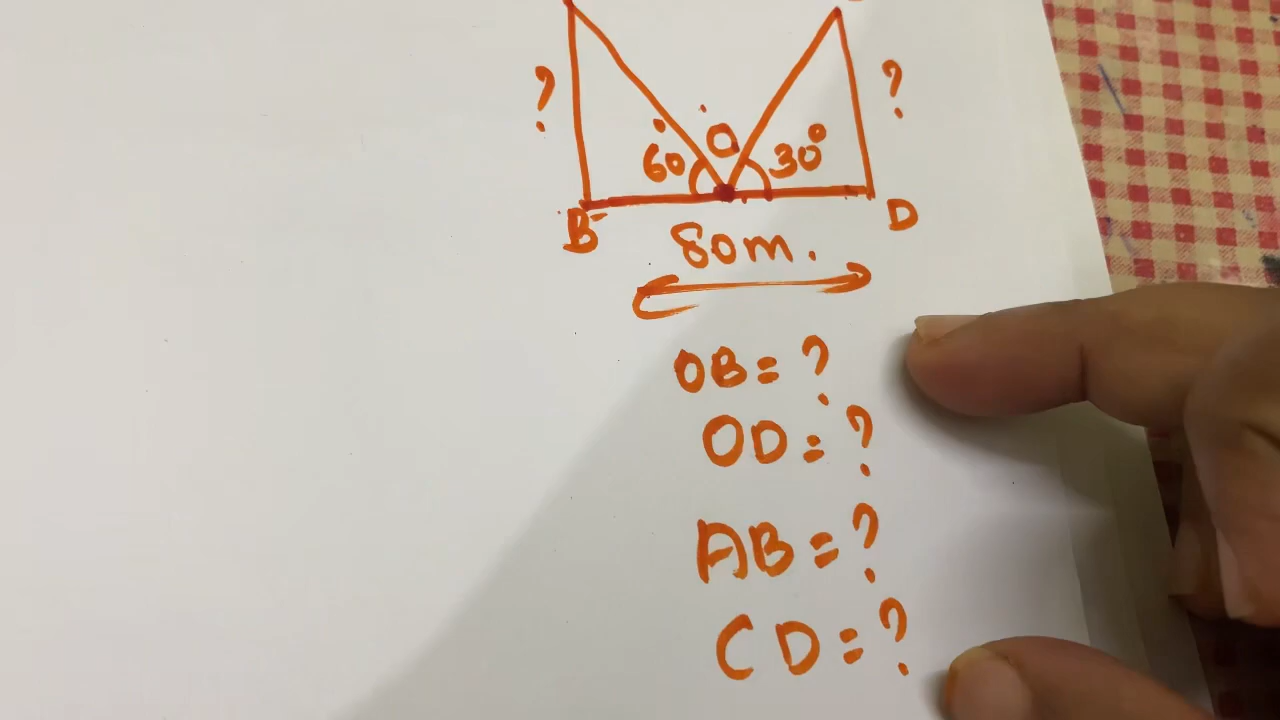 ? ?
60° O 30°
B D
80m.
OB = ?
OD = ?
AB = ?
CD = ?